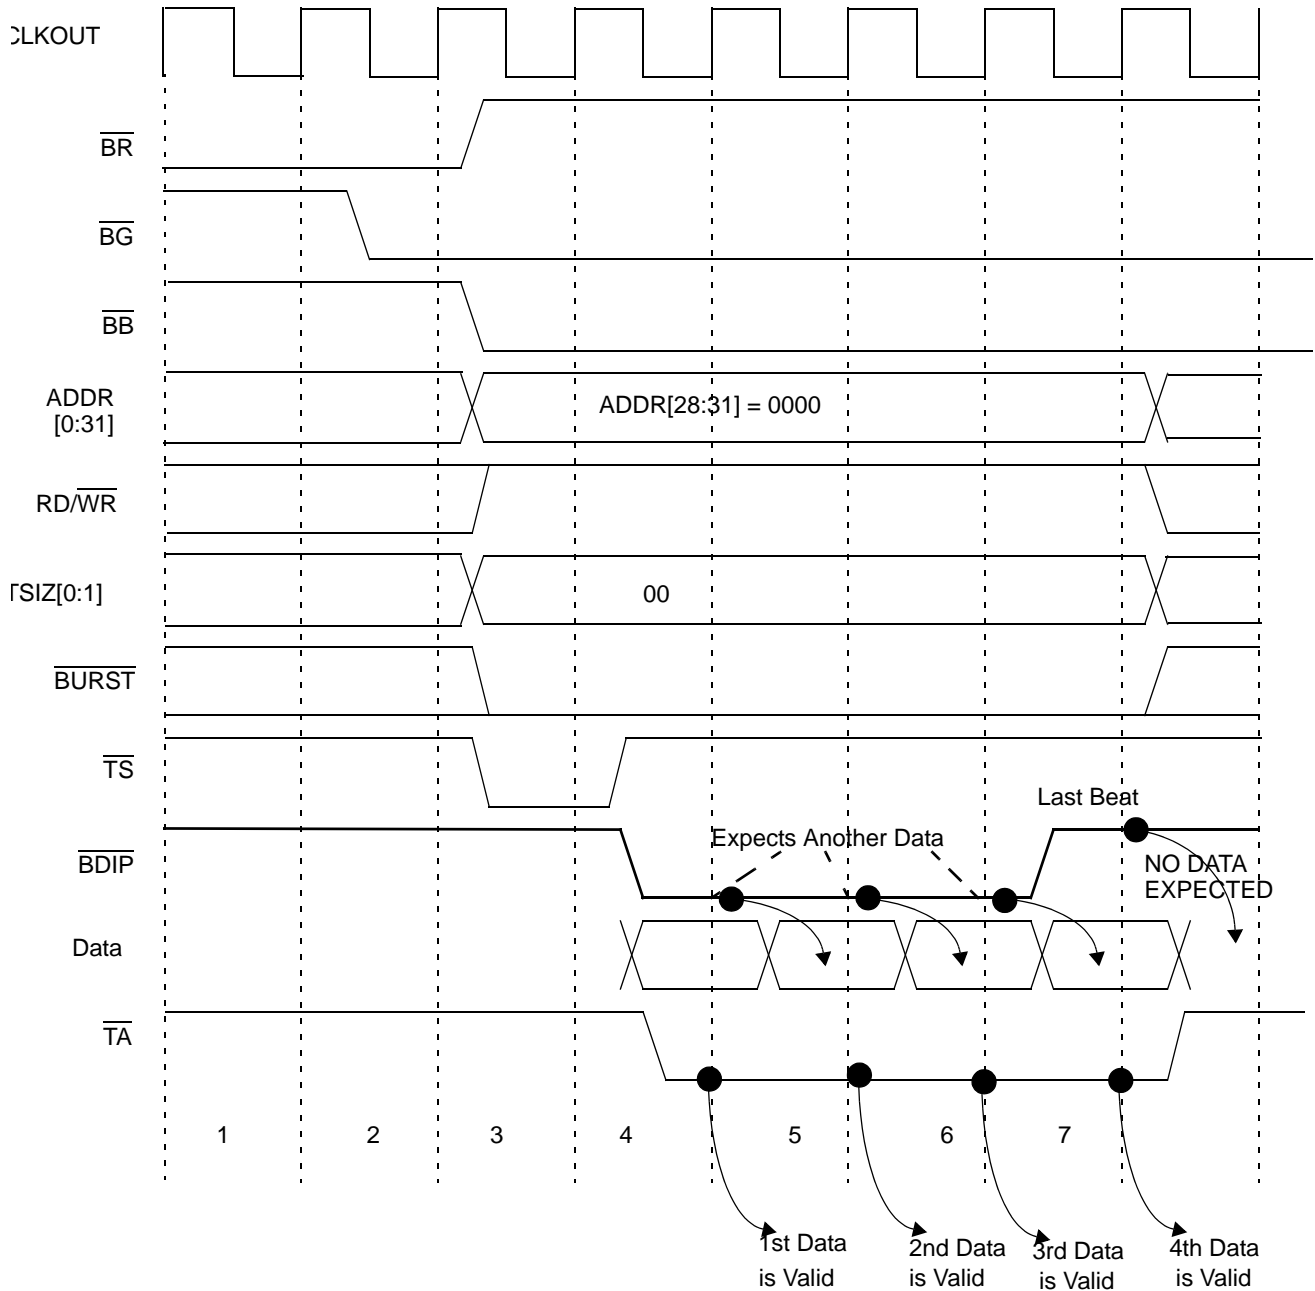 CLKOUT
BR
BG
BB
ADDR
[0:31]
ADDR[28:31] = 0000
RD/WR
TSIZ[0:1]
00
BURST
TS
Last Beat
BDIP
Expects Another Data
NO DATA
EXPECTED
Data
TA
1 2 3 4 5 6 7
1st Data
is Valid
2nd Data
is Valid
3rd Data
is Valid
4th Data
is Valid